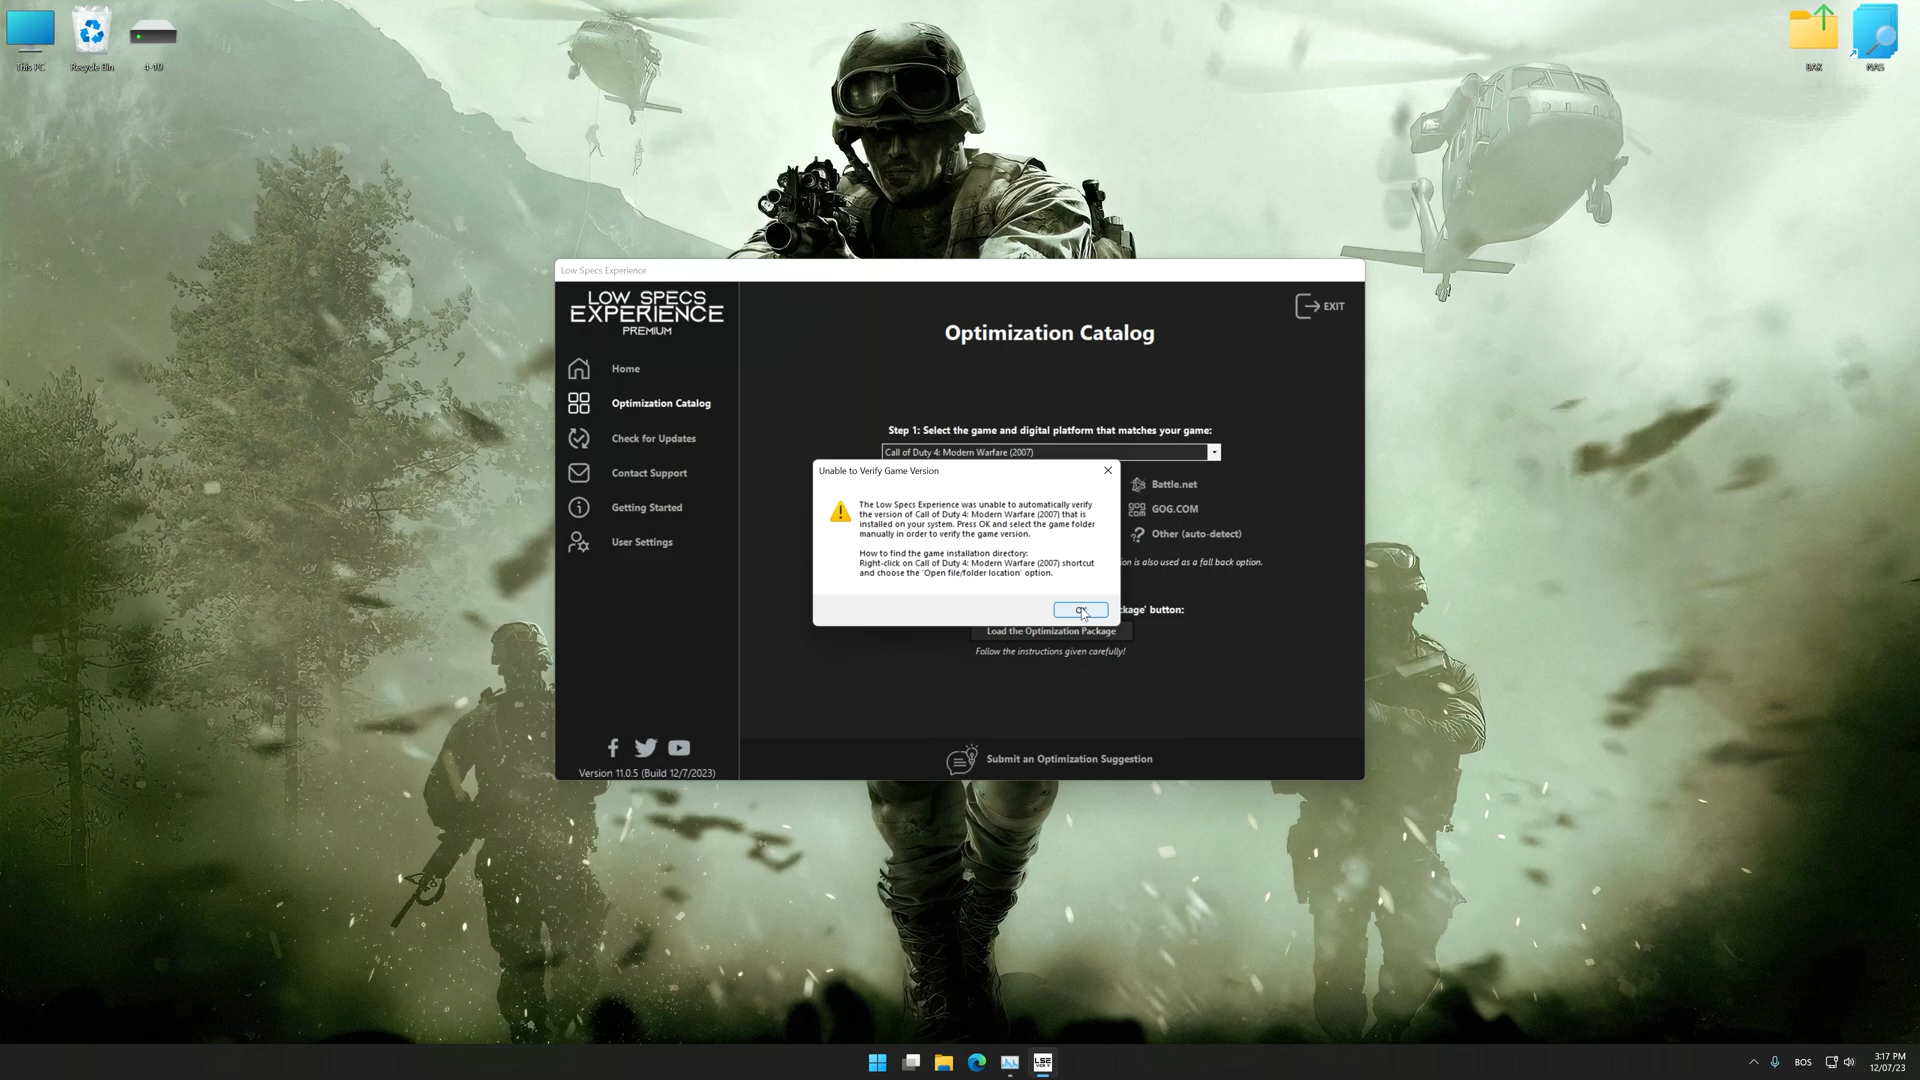 This PC
Recycle Bin
4-10
BAK
NAS
Low Specs Experience
LOW SPECS
EXPERIENCE
PREMIUM
Home
Optimization Catalog
Check for Updates
Contact Support
Getting Started
User Settings
Version 11.0.5 (Build 12/7/2023)
EXIT
Optimization Catalog
Step 1: Select the game and digital platform that matches your game:
Call of Duty 4: Modern Warfare (2007)
Battle.net
GOG.COM
Other (auto-detect)
is also used as a fall back option.
button:
Load the Optimization Package
Follow the instructions given carefully!
Submit an Optimization Suggestion
Unable to Verify Game Version
The Low Specs Experience was unable to automatically verify
the version of Call of Duty 4: Modern Warfare (2007) that is
installed on your system. Press OK and select the game folder
manually in order to verify the game version.
How to find the game installation directory:
Right-click on Call of Duty 4: Modern Warfare (2007) shortcut
and choose the 'Open file/folder location' option.
OK
LSE
BOS
3:17 PM
12/07/23